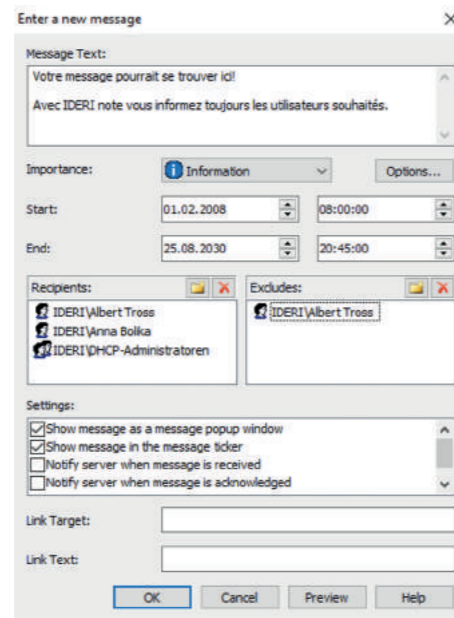 Enter a new message
Message Text:
Votre message pourrait se trouver ici!
Avec IDERI note vous informez toujours les utilisateurs souhaités.
Importance:
Information
Options...
Start:
01.02.2008
08:00:00
End:
25.08.2030
20:45:00
Recipients:
IDERI\Albert Tross
IDERI\Anna Bolika
IDERI\DHCP-Administratoren
Excludes:
IDERI\Albert Tross
Settings:
Show message as a message popup window
Show message in the message ticker
Notify server when message is received
Notify server when message is acknowledged
Link Target:
Link Text:
OK Cancel Preview Help